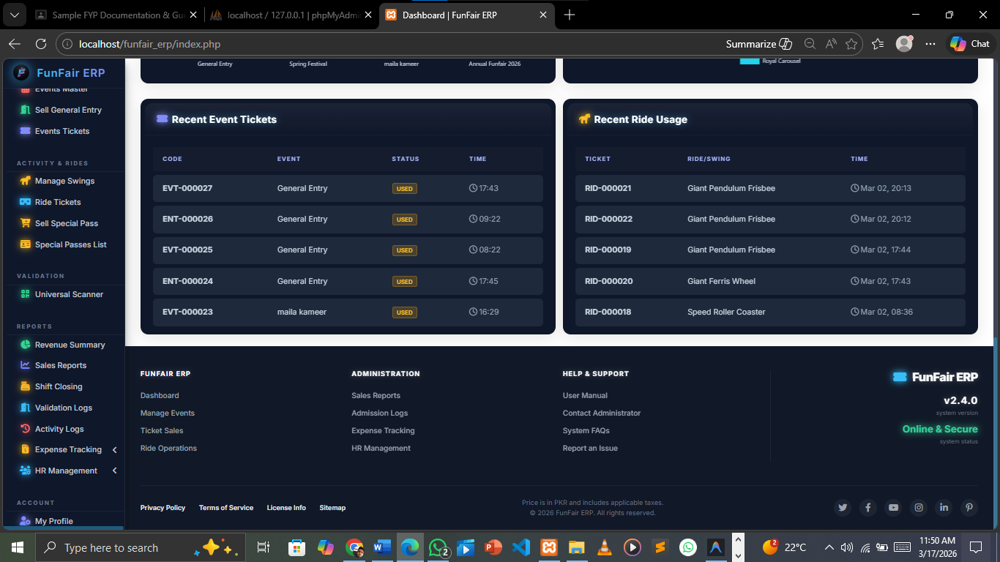 Sample FYP Documentation & Gui
localhost / 127.0.0.1 | phpMyAdmi
Dashboard | FunFair ERP
localhost/funfair_erp/index.php
Summarize
Chat
FunFair ERP
Events Master
Sell General Entry
Events Tickets
ACTIVITY & RIDES
Manage Swings
Ride Tickets
Sell Special Pass
Special Passes List
VALIDATION
Universal Scanner
REPORTS
Revenue Summary
Sales Reports
Shift Closing
Validation Logs
Activity Logs
Expense Tracking
HR Management
ACCOUNT
My Profile
General Entry Spring Festival maila kameer Annual Funfair 2026
Royal Carousel
Recent Event Tickets
CODE EVENT STATUS TIME
EVT-000027 General Entry USED 17:43
ENT-000026 General Entry USED 09:22
EVT-000025 General Entry USED 08:22
ENT-000024 General Entry USED 17:45
EVT-000023 maila kameer USED 16:29
Recent Ride Usage
TICKET RIDE/SWING TIME
RID-000021 Giant Pendulum Frisbee Mar 02, 20:13
RID-000022 Giant Pendulum Frisbee Mar 02, 20:12
RID-000019 Giant Pendulum Frisbee Mar 02, 17:44
RID-000020 Giant Ferris Wheel Mar 02, 17:43
RID-000018 Speed Roller Coaster Mar 02, 08:36
FUNFAIR ERP
Dashboard
Manage Events
Ticket Sales
Ride Operations
ADMINISTRATION
Sales Reports
Admission Logs
Expense Tracking
HR Management
HELP & SUPPORT
User Manual
Contact Administrator
System FAQs
Report an Issue
FunFair ERP
v2.4.0
system version
Online & Secure
system status
Privacy Policy Terms of Service License Info Sitemap
Price is in PKR and includes applicable taxes.
© 2026 FunFair ERP. All rights reserved.
Type here to search
2
2
22°C
11:50 AM
3/17/2026